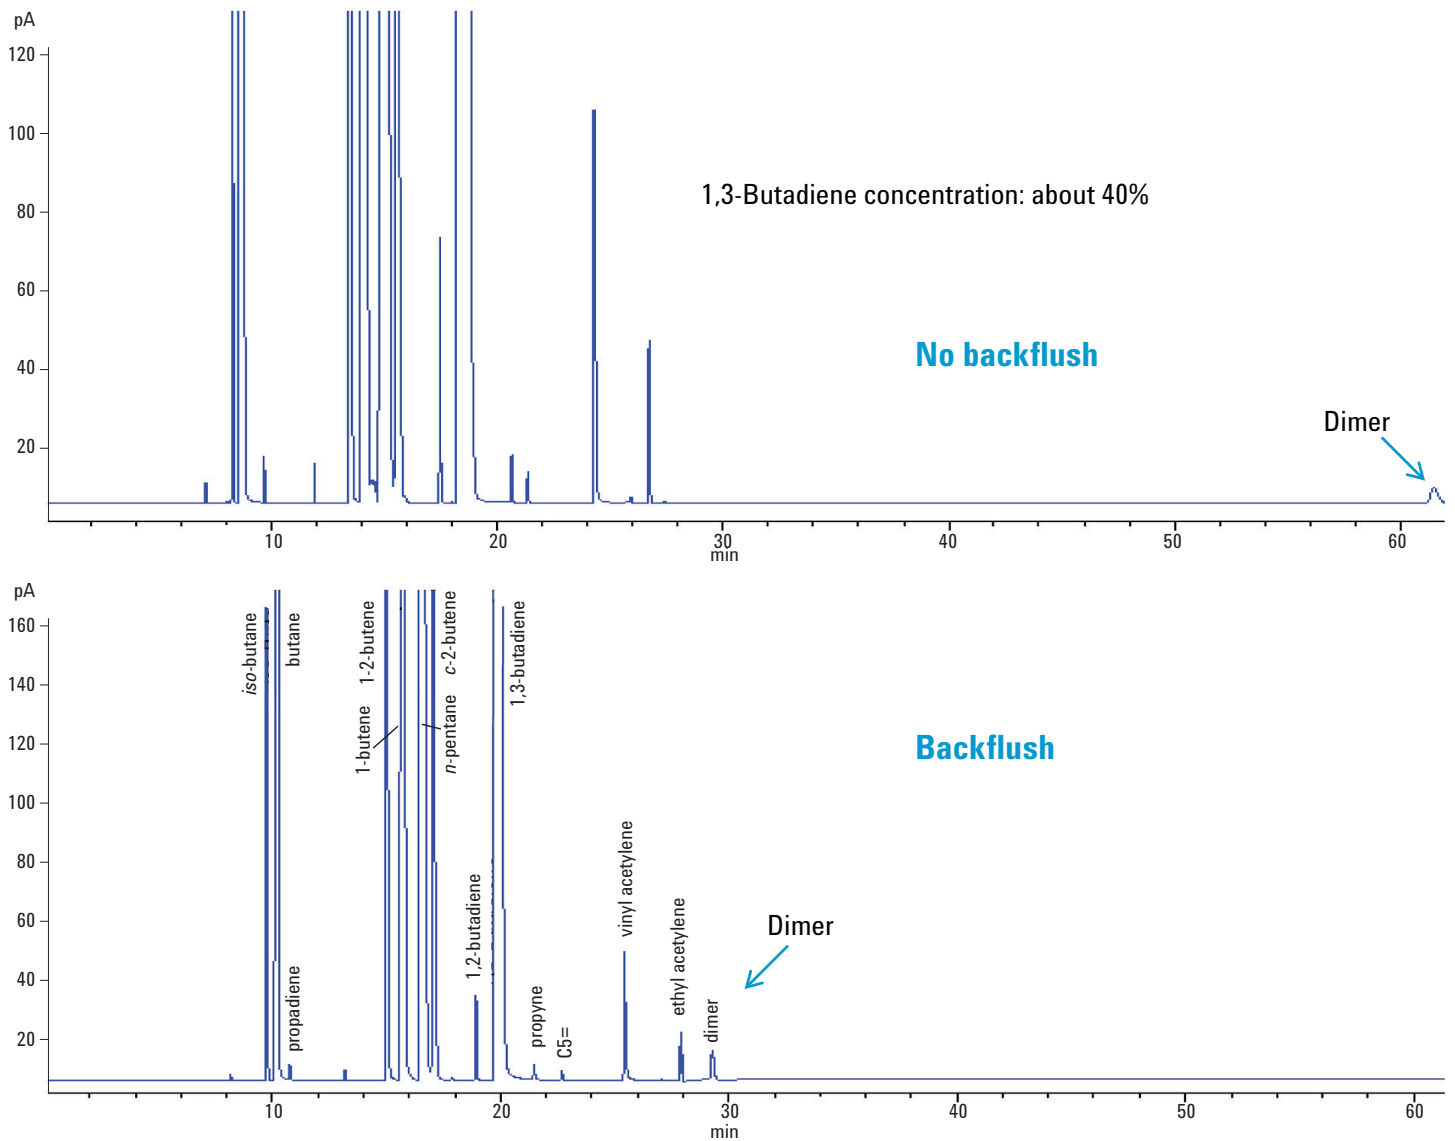 pA
120
100
80
60
40
20
1,3-Butadiene concentration: about 40%
No backflush
Dimer
10
20
30
40
50
60
min
pA
160
140
120
100
80
60
40
20
iso-butane
butane
propadiene
1-2-butene
1-butene
c-2-butene
n-pentane
1,2-butadiene
1,3-butadiene
propyne
C5=
vinyl acetylene
ethyl acetylene
dimer
Backflush
Dimer
10
20
30
40
50
60
min